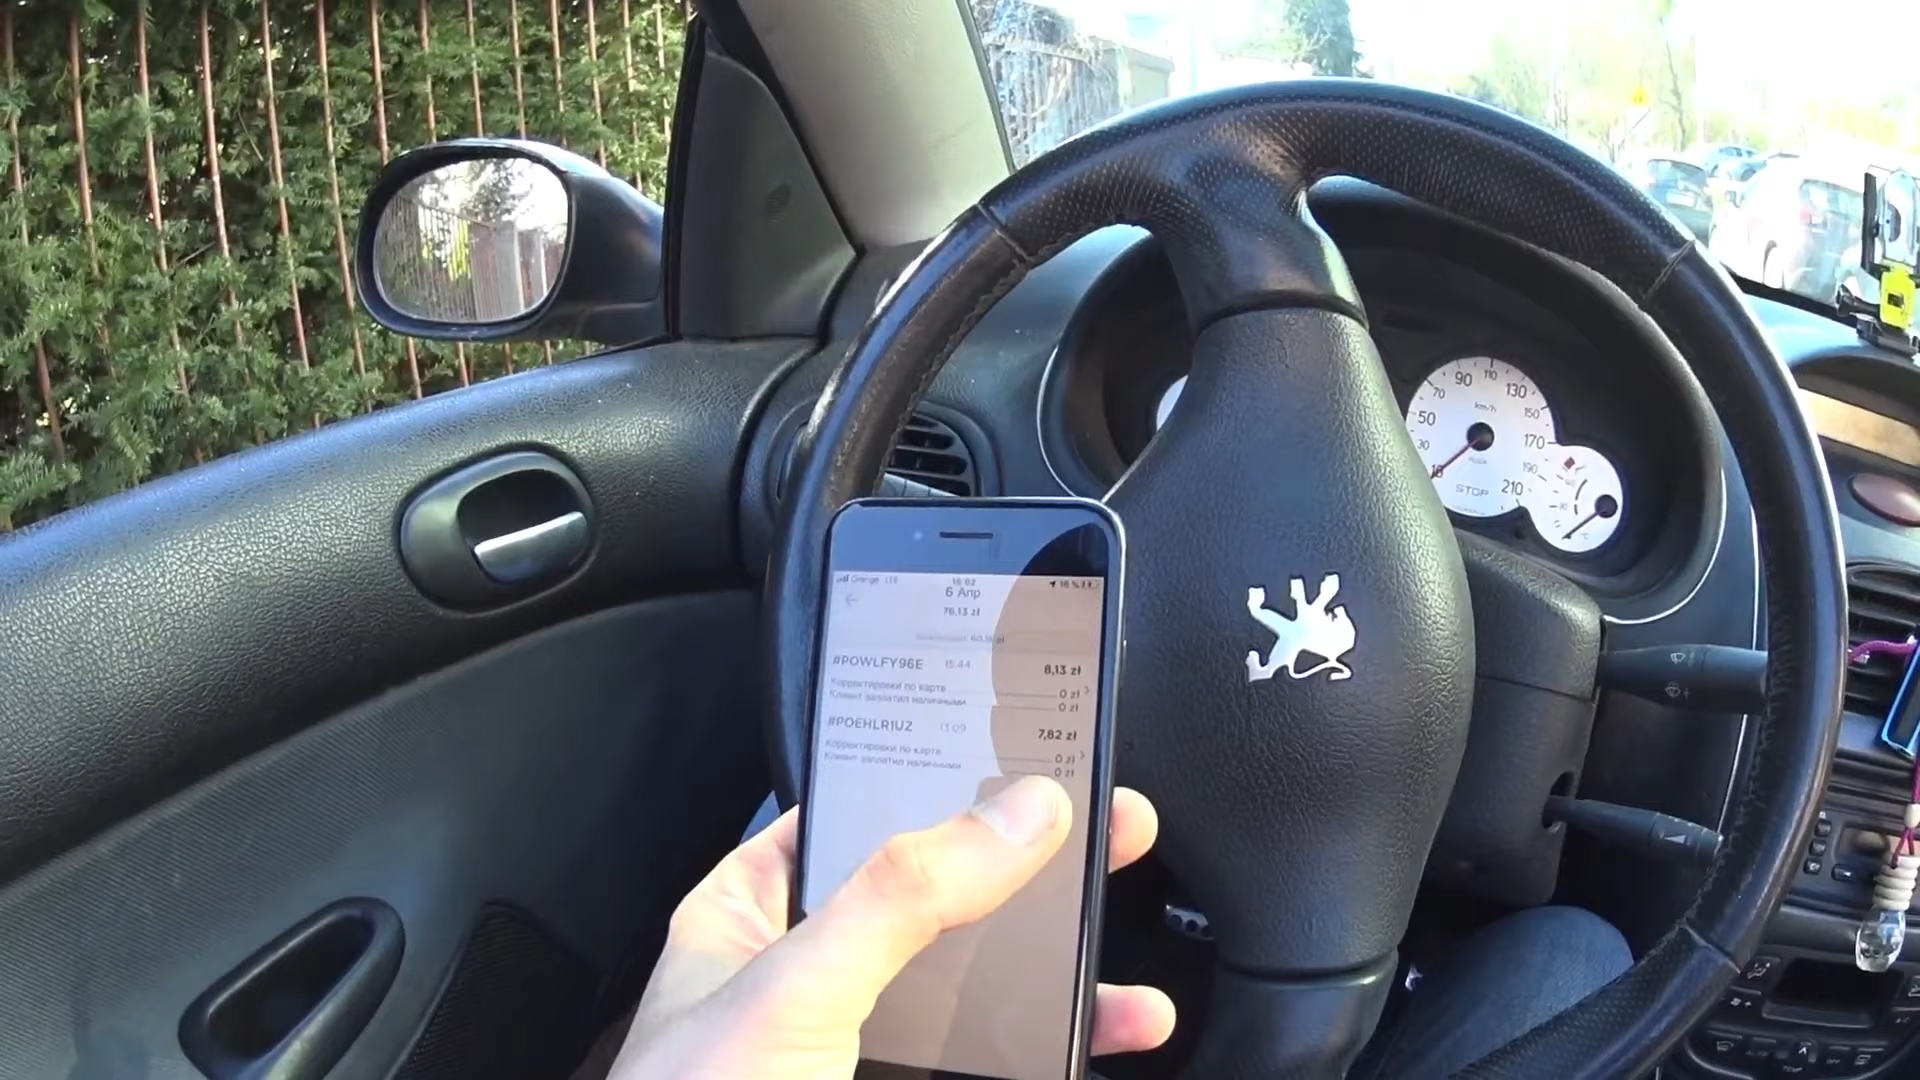 Orange LTE 16:02 16 %
6 Апр
76,13 zł
#POWLFY96E 15:44 8,13 zł
Корректировки по карте 0 zł
Клиент заплатил наличными 0 zł
#POEHLR1UZ 13:09 7,82 zł
Корректировки по карте 0 zł
Клиент заплатил наличными 0 zł
30 50 70 90 110 130 150 170 190 210
km/h
STOP
°C